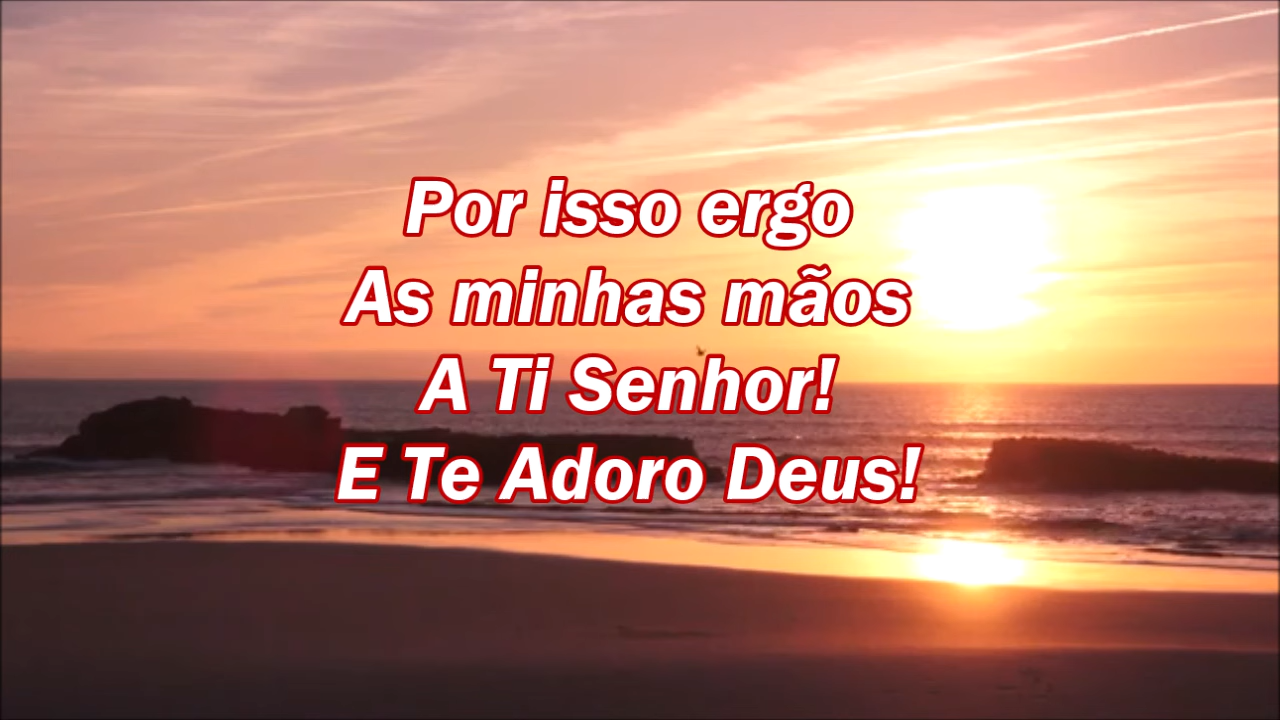 Por isso ergo
As minhas mãos
A Ti Senhor!
E Te Adoro Deus!